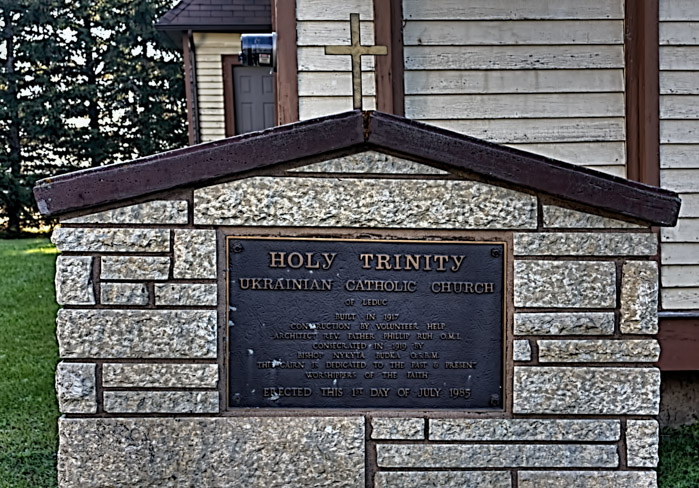 HOLY TRINITY
UKRAINIAN CATHOLIC CHURCH
OF LEDUC
BUILT IN 1917
CONSTRUCTION BY VOLUNTEER HELP
ARCHITECT REV. FATHER PHILLIP RUH O.M.I.
CONSECRATED IN 1919 BY
BISHOP NYKYTA BUDKA
THE CAIRN IS DEDICATED TO THE PAST & PRESENT
WORSHIPPERS OF THE FAITH
ERECTED THIS 1ST DAY OF JULY 1985